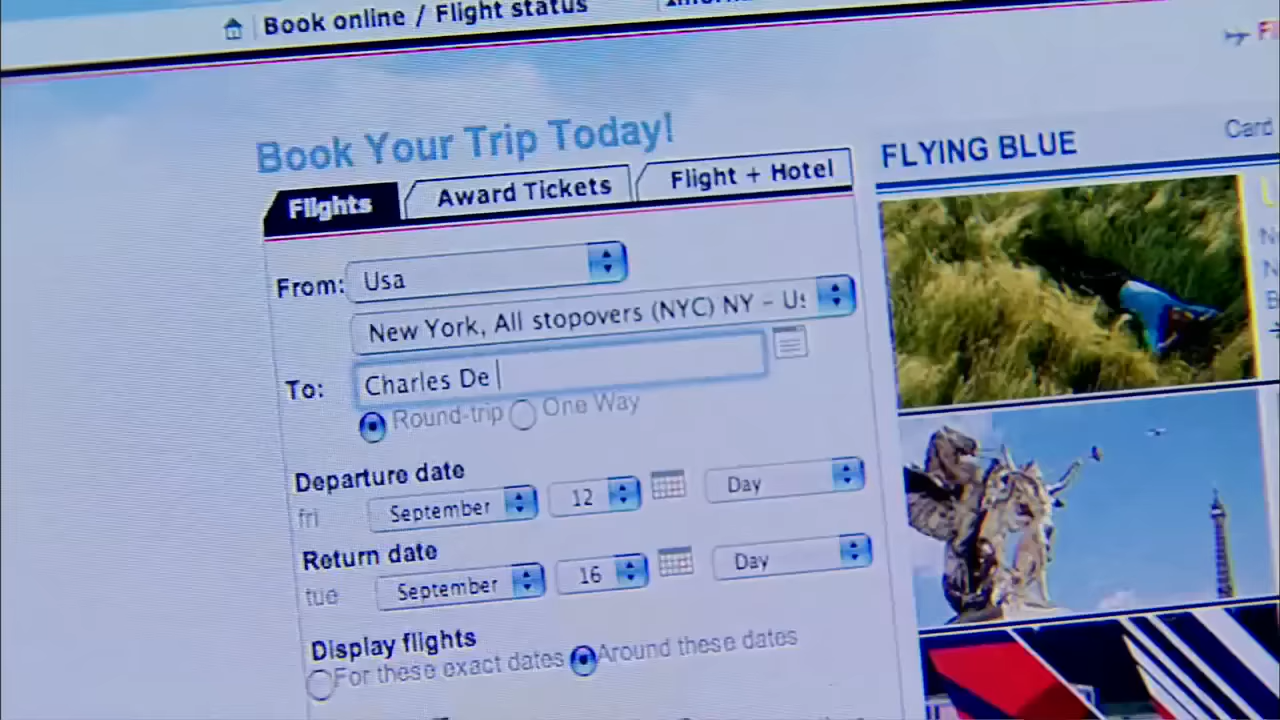 Book online / Flight status
Book Your Trip Today!
FLYING BLUE
Card
Flights
Award Tickets
Flight + Hotel
From:
Usa
New York, All stopovers (NYC) NY - Us
To:
Charles De
Round-trip
One Way
Departure date
fri
September
12
Day
Return date
tue
September
16
Day
Display flights
For these exact dates
Around these dates